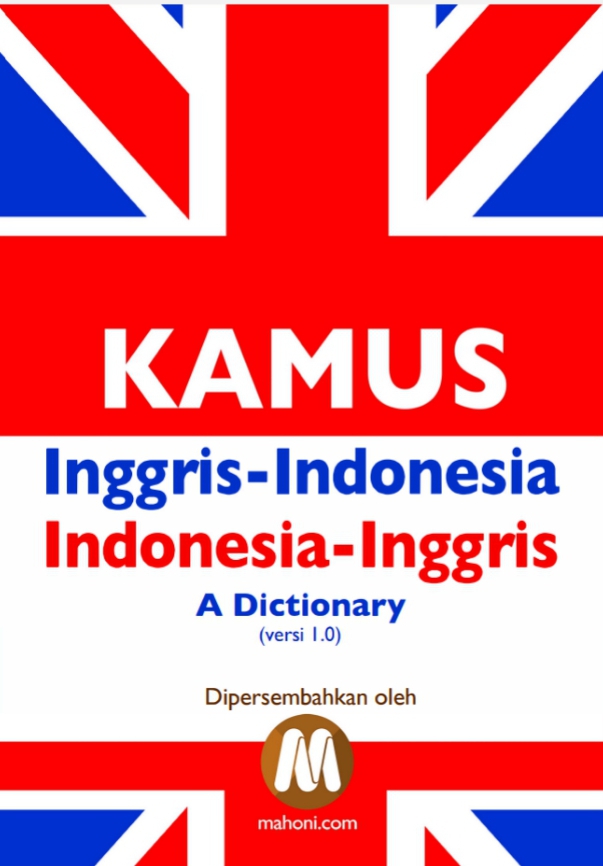 KAMUS
Inggris-Indonesia
Indonesia-Inggris
A Dictionary
(versi 1.0)
Dipersembahkan oleh
M
mahoni.com